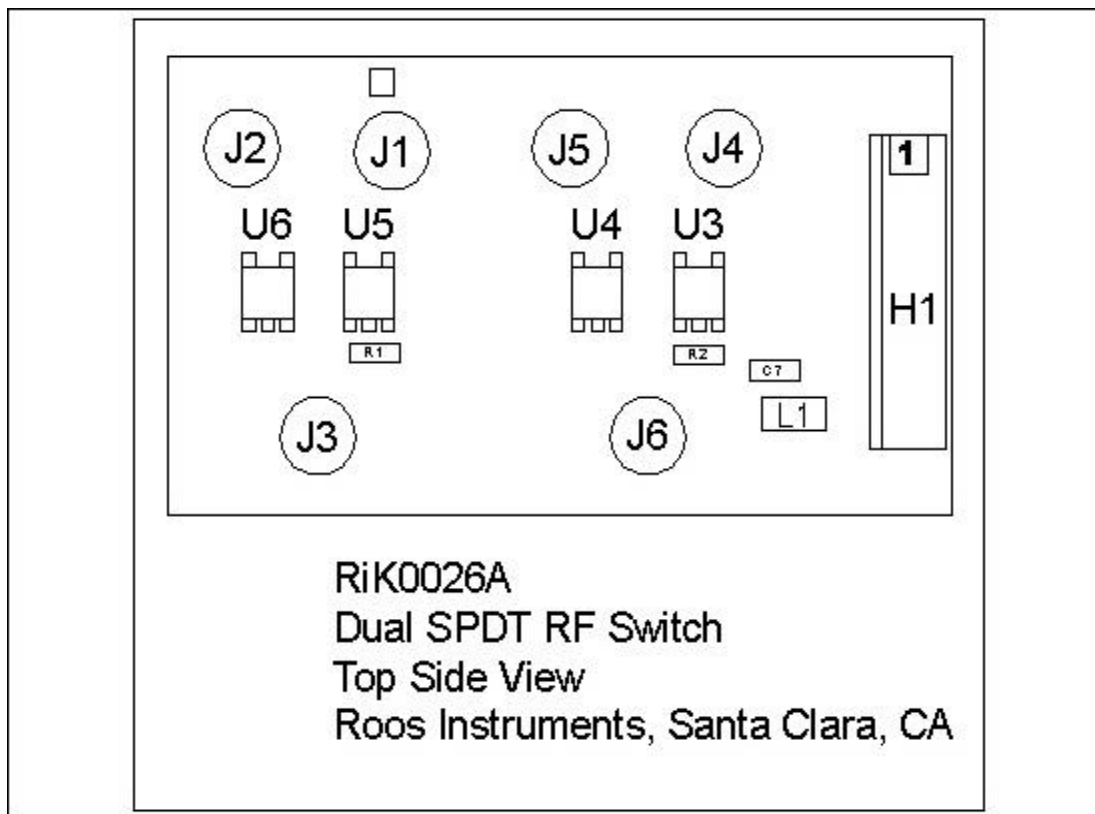 J2 J1 J5 J4 1
U6 U5 U4 U3
H1
R1 R2
C7
L1
J3 J6
RiK0026A
Dual SPDT RF Switch
Top Side View
Roos Instruments, Santa Clara, CA